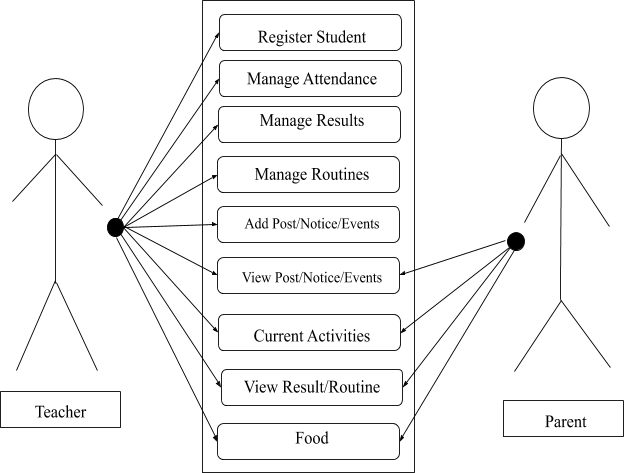 Register Student
Manage Attendance
Manage Results
Manage Routines
Add Post/Notice/Events
View Post/Notice/Events
Current Activities
View Result/Routine
Food
Teacher
Parent